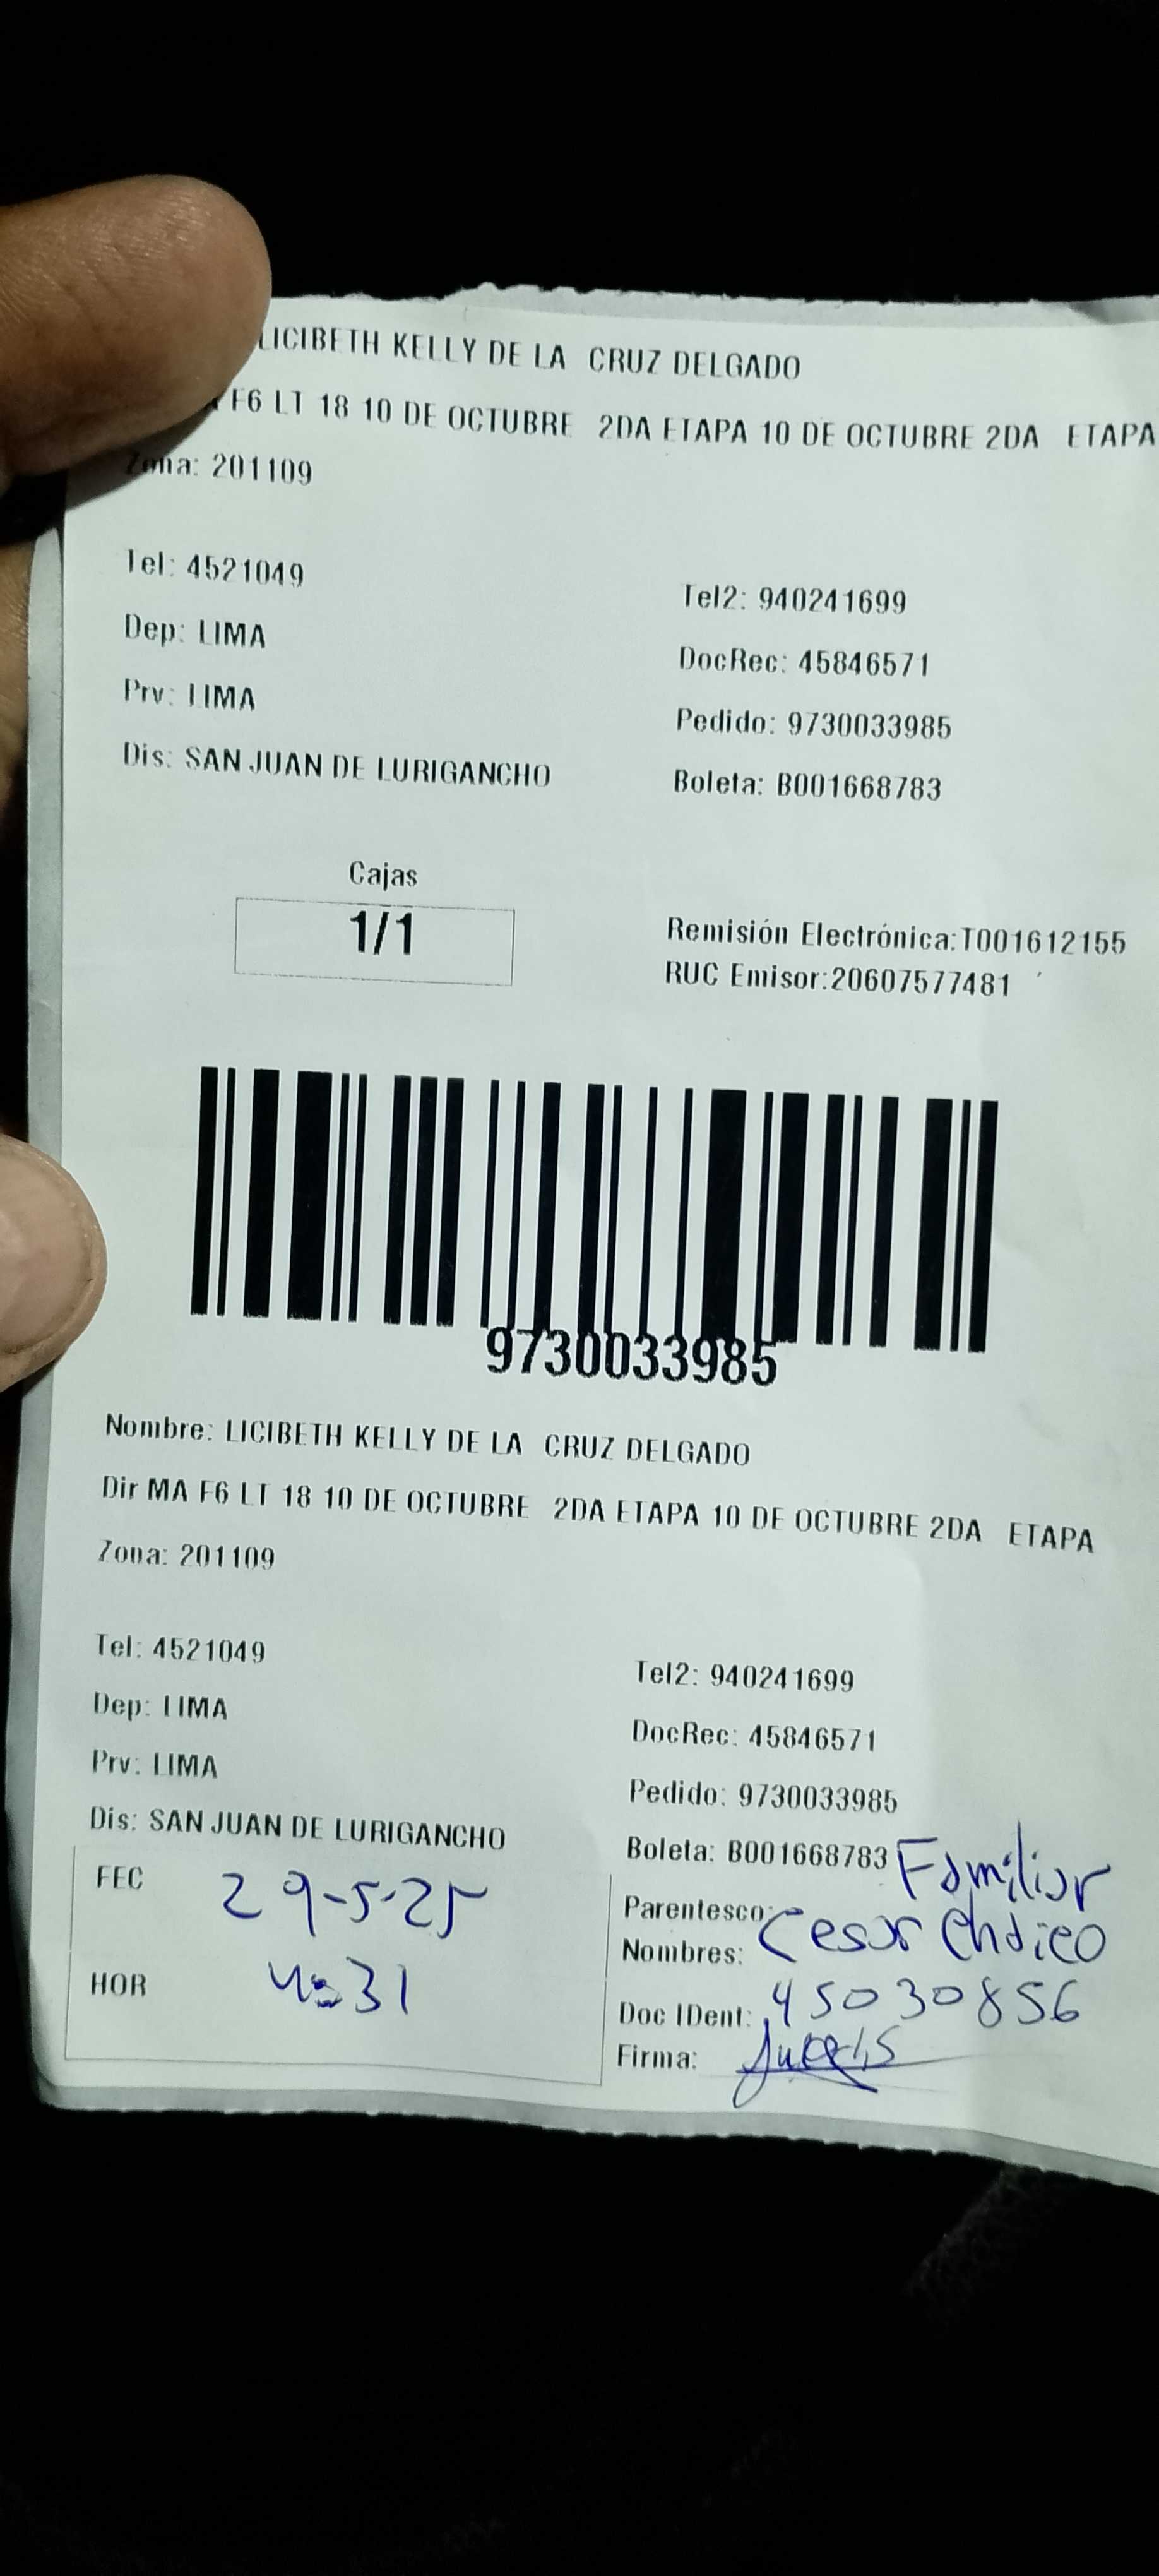 LICIBETH KELLY DE LA CRUZ DELGADO
F6 LT 18 10 DE OCTUBRE 2DA ETAPA 10 DE OCTUBRE 2DA ETAPA
Zona: 201109
Tel: 4521049
Tel2: 940241699
Dep: LIMA
DocRec: 45846571
Prv: LIMA
Pedido: 9730033985
Dis: SAN JUAN DE LURIGANCHO
Boleta: B001668783
Cajas
1/1
Remisión Electrónica:T001612155
RUC Emisor:20607577481
9730033985
Nombre: LICIBETH KELLY DE LA CRUZ DELGADO
Dir MA F6 LT 18 10 DE OCTUBRE 2DA ETAPA 10 DE OCTUBRE 2DA ETAPA
Zona: 201109
Tel: 4521049
Tel2: 940241699
Dep: LIMA
DocRec: 45846571
Prv: LIMA
Pedido: 9730033985
Dis: SAN JUAN DE LURIGANCHO
Boleta: B001668783
FEC 29-5-25
Parentesco: Familiar
Nombres: Cesar
HOR
Doc IDent: 45030856
Firma: